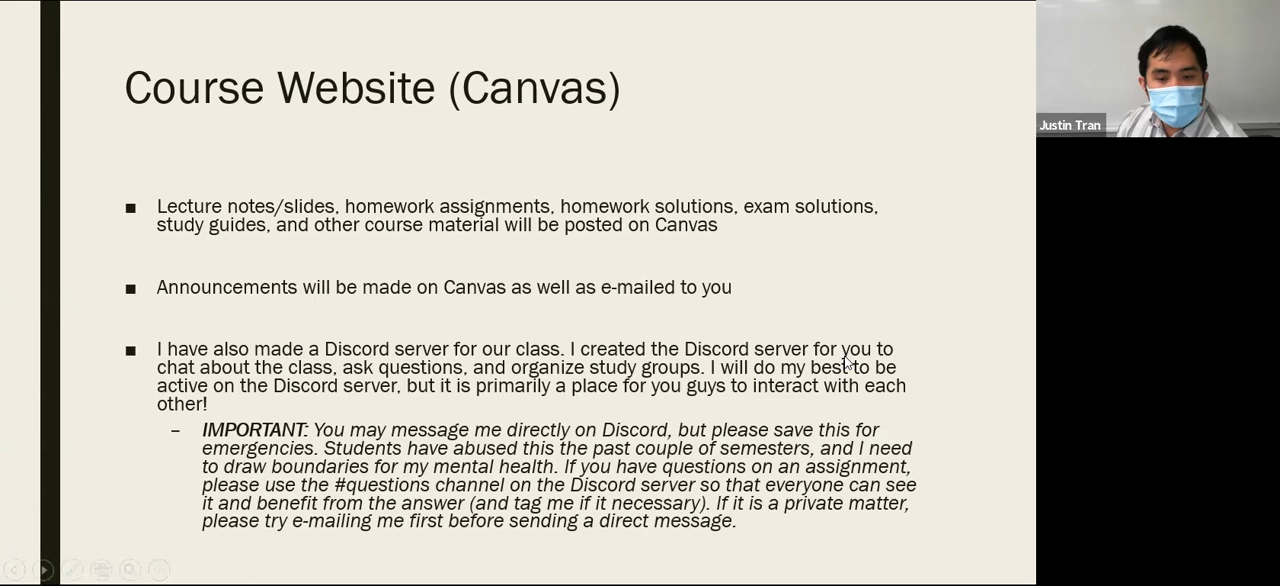 Course Website (Canvas)
Lecture notes/slides, homework assignments, homework solutions, exam solutions,
study guides, and other course material will be posted on Canvas
Announcements will be made on Canvas as well as e-mailed to you
I have also made a Discord server for our class. I created the Discord server for you to
chat about the class, ask questions, and organize study groups. I will do my best to be
active on the Discord server, but it is primarily a place for you guys to interact with each
other!
– IMPORTANT: You may message me directly on Discord, but please save this for
emergencies. Students have abused this the past couple of semesters, and I need
to draw boundaries for my mental health. If you have questions on an assignment,
please use the #questions channel on the Discord server so that everyone can see
it and benefit from the answer (and tag me if it necessary). If it is a private matter,
please try e-mailing me first before sending a direct message.
Justin Tran